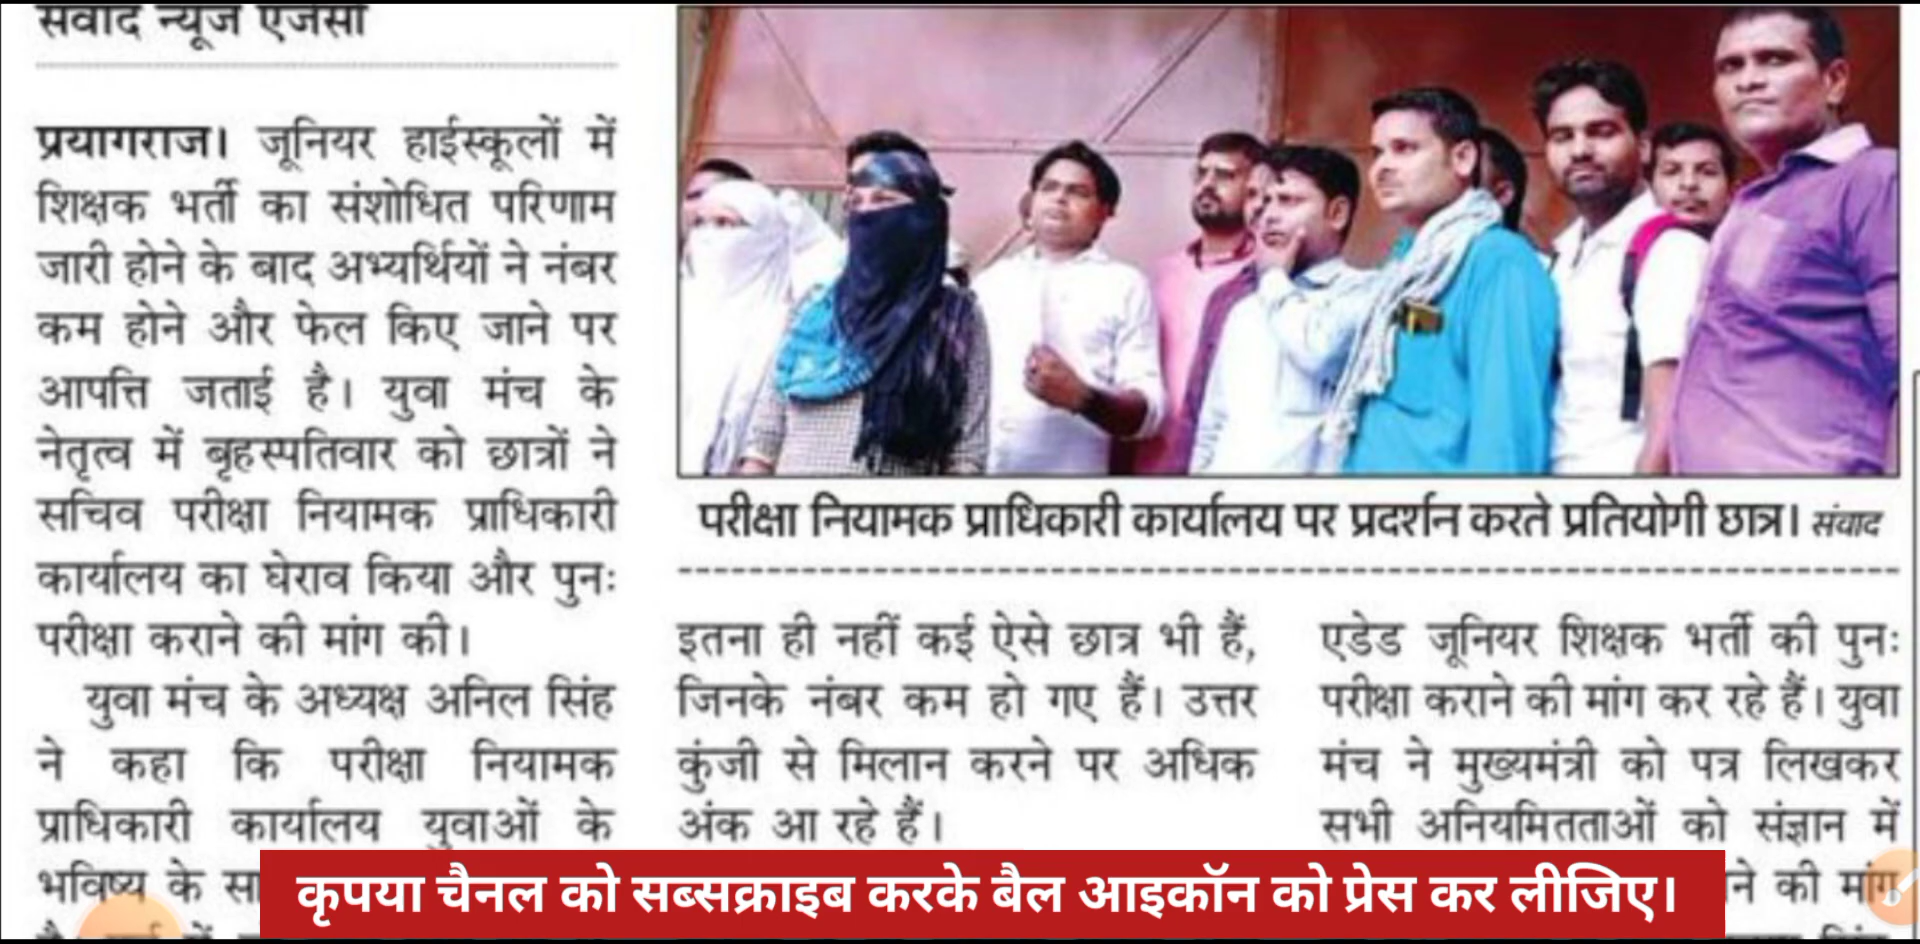 संवाद न्यूज एजेंसी
प्रयागराज। जूनियर हाईस्कूलों में
शिक्षक भर्ती का संशोधित परिणाम
जारी होने के बाद अभ्यर्थियों ने नंबर
कम होने और फेल किए जाने पर
आपत्ति जताई है। युवा मंच के
नेतृत्व में बृहस्पतिवार को छात्रों ने
सचिव परीक्षा नियामक प्राधिकारी
कार्यालय का घेराव किया और पुनः
परीक्षा कराने की मांग की।
युवा मंच के अध्यक्ष अनिल सिंह
ने कहा कि परीक्षा नियामक
प्राधिकारी कार्यालय युवाओं के
भविष्य के सा
परीक्षा नियामक प्राधिकारी कार्यालय पर प्रदर्शन करते प्रतियोगी छात्र। संवाद
इतना ही नहीं कई ऐसे छात्र भी हैं,
जिनके नंबर कम हो गए हैं। उत्तर
कुंजी से मिलान करने पर अधिक
अंक आ रहे हैं।
एडेड जूनियर शिक्षक भर्ती की पुनः
परीक्षा कराने की मांग कर रहे हैं। युवा
मंच ने मुख्यमंत्री को पत्र लिखकर
सभी अनियमितताओं को संज्ञान में
ने की मांग
कृपया चैनल को सब्सक्राइब करके बैल आइकॉन को प्रेस कर लीजिए।